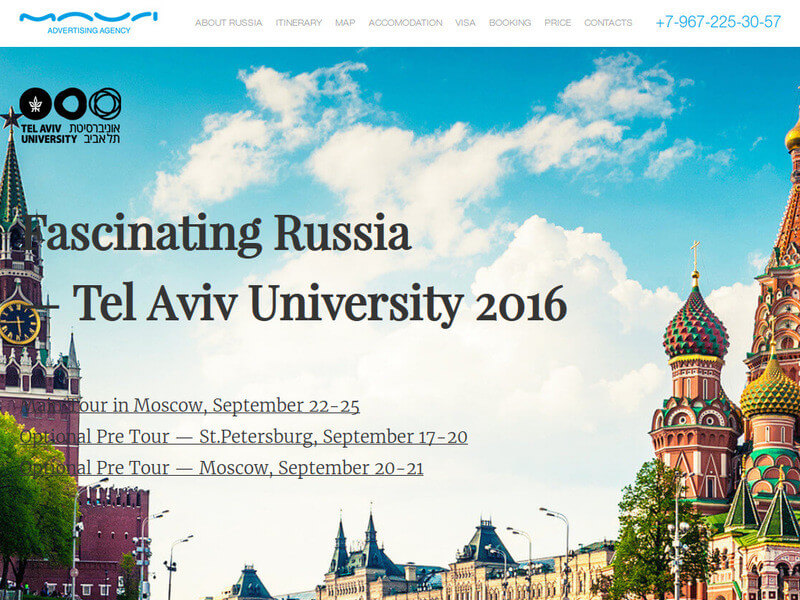 ADVERTISING AGENCY
ABOUT RUSSIA ITINERARY MAP ACCOMODATION VISA BOOKING PRICE CONTACTS
+7-967-225-30-57
TEL AVIV אוניברסיטת
UNIVERSITY תל אביב
Fascinating Russia
— Tel Aviv University 2016
Main Tour in Moscow, September 22-25
Optional Pre Tour — St.Petersburg, September 17-20
Optional Pre Tour — Moscow, September 20-21